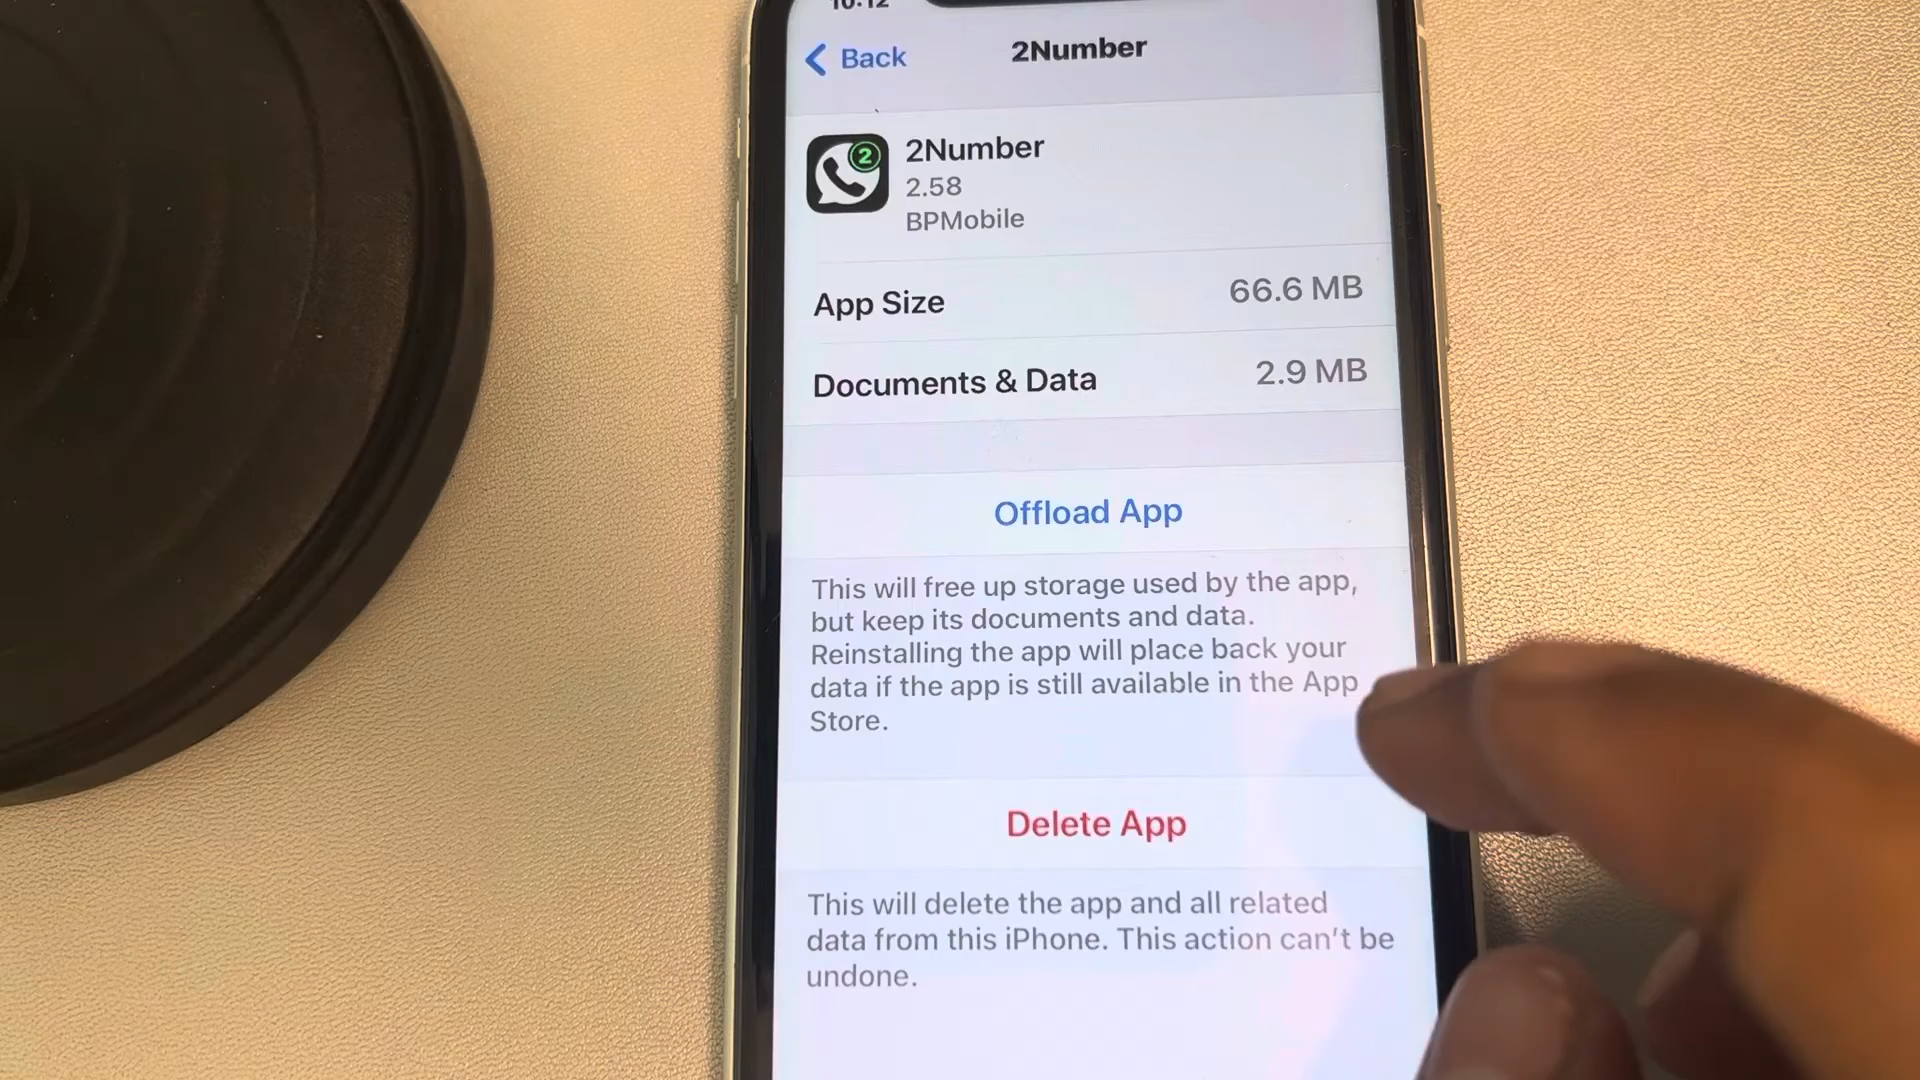 10:12
Back
2Number
2
2Number
2.58
BPMobile
App Size
66.6 MB
Documents & Data
2.9 MB
Offload App
This will free up storage used by the app,
but keep its documents and data.
Reinstalling the app will place back your
data if the app is still available in the App
Store.
Delete App
This will delete the app and all related
data from this iPhone. This action can't be
undone.